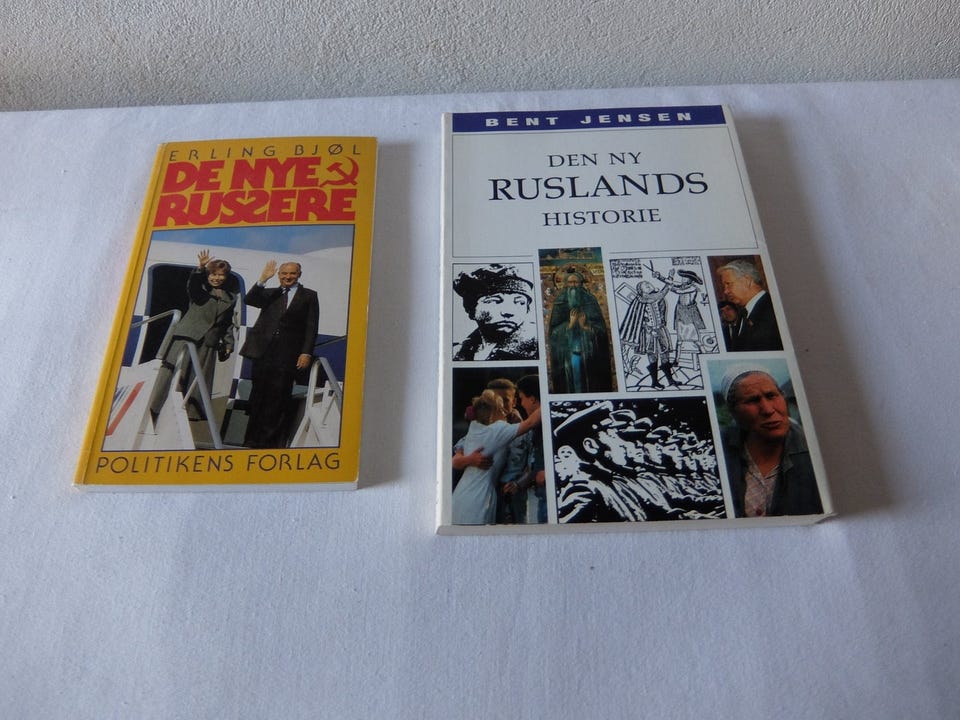 ERLING BJØL
DE NYE
RUSSERE
POLITIKENS FORLAG
BENT JENSEN
DEN NY
RUSLANDS
HISTORIE